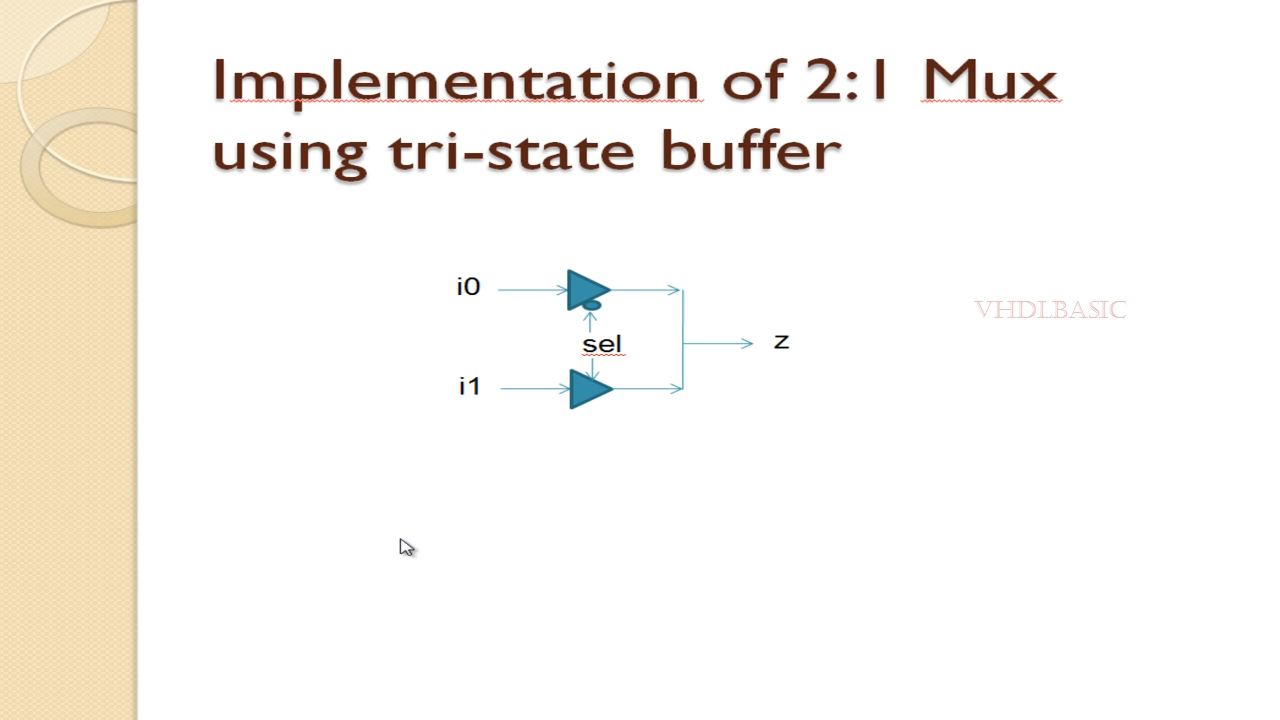 Implementation of 2:1 Mux
using tri-state buffer
i0
VHDLBASIC
sel
z
i1